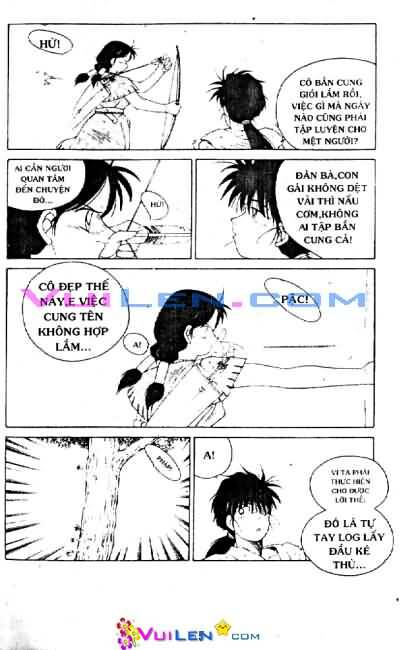 HỪ!
CÔ BẮN CUNG
GIỎI LẮM RỒI,
VIỆC GÌ MÀ NGÀY
NÀO CŨNG PHẢI
TẬP LUYỆN CHO
MỆT NGƯỜI?
AI CẦN NGƯƠI
QUAN TÂM
ĐẾN CHUYỆN
ĐÓ...
HỪ!
ĐÀN BÀ,CON
GÁI KHÔNG DỆT
VẢI THÌ NẤU
CƠM,KHÔNG
AI TẬP BẮN
CUNG CẢ!
CÔ ĐẸP THẾ
NÀY,E VIỆC
CUNG TÊN
KHÔNG HỢP
LẮM...
A!
PẶC!
VUILEN.COM
PHẬP!
A!
VÌ TA PHẢI
THỰC HIỆN
CHO ĐƯỢC
LỜI THỀ!
ĐÓ LÀ TỰ
TAY LOG LẤY
ĐẦU KẺ
THÙ...
VUILEN.COM